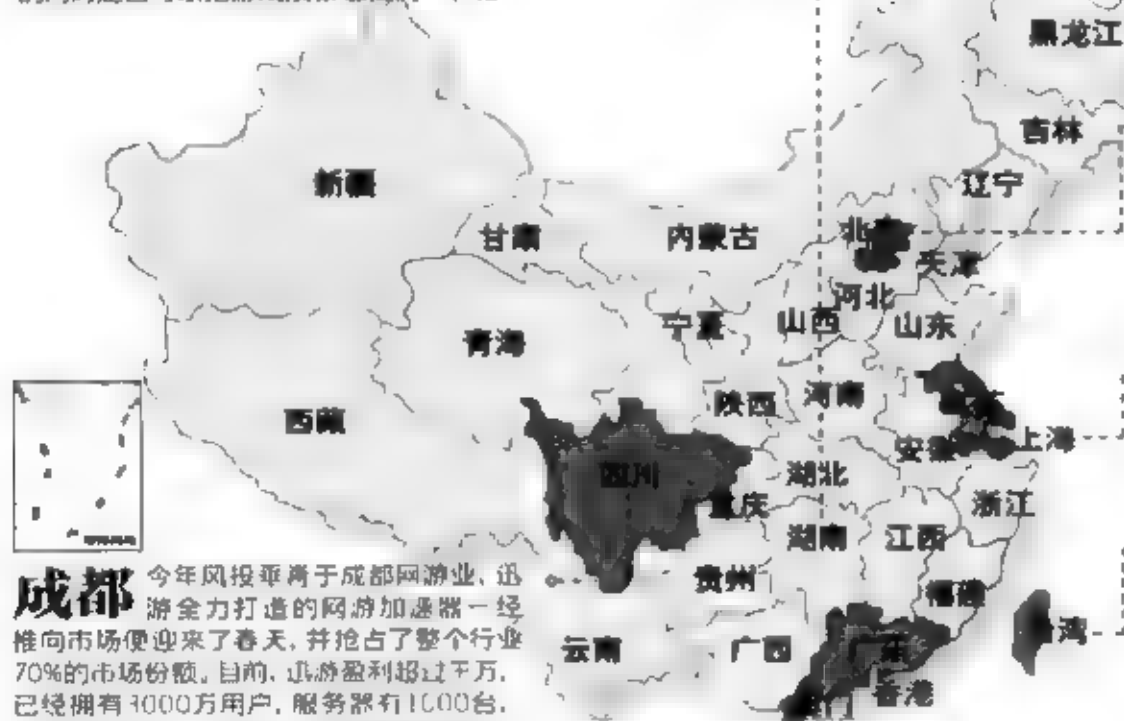 黑龙江
吉林
辽宁
新疆
甘肃
内蒙古
北京
天津
河北
宁夏
山西
山东
青海
陕西
河南
西藏
安徽
上海
四川
重庆
湖北
浙江
湖南
江西
贵州
福建
云南
广西
广东
湾
香港
成都
今年风投垂青于成都网游业、迅
游全力打造的网游加速器一经
推向市场便迎来了春天,并抢占了整个行业
70%的市场份额。目前,迅游盈利超过千万,
已经拥有3000万用户,服务器有1000台,